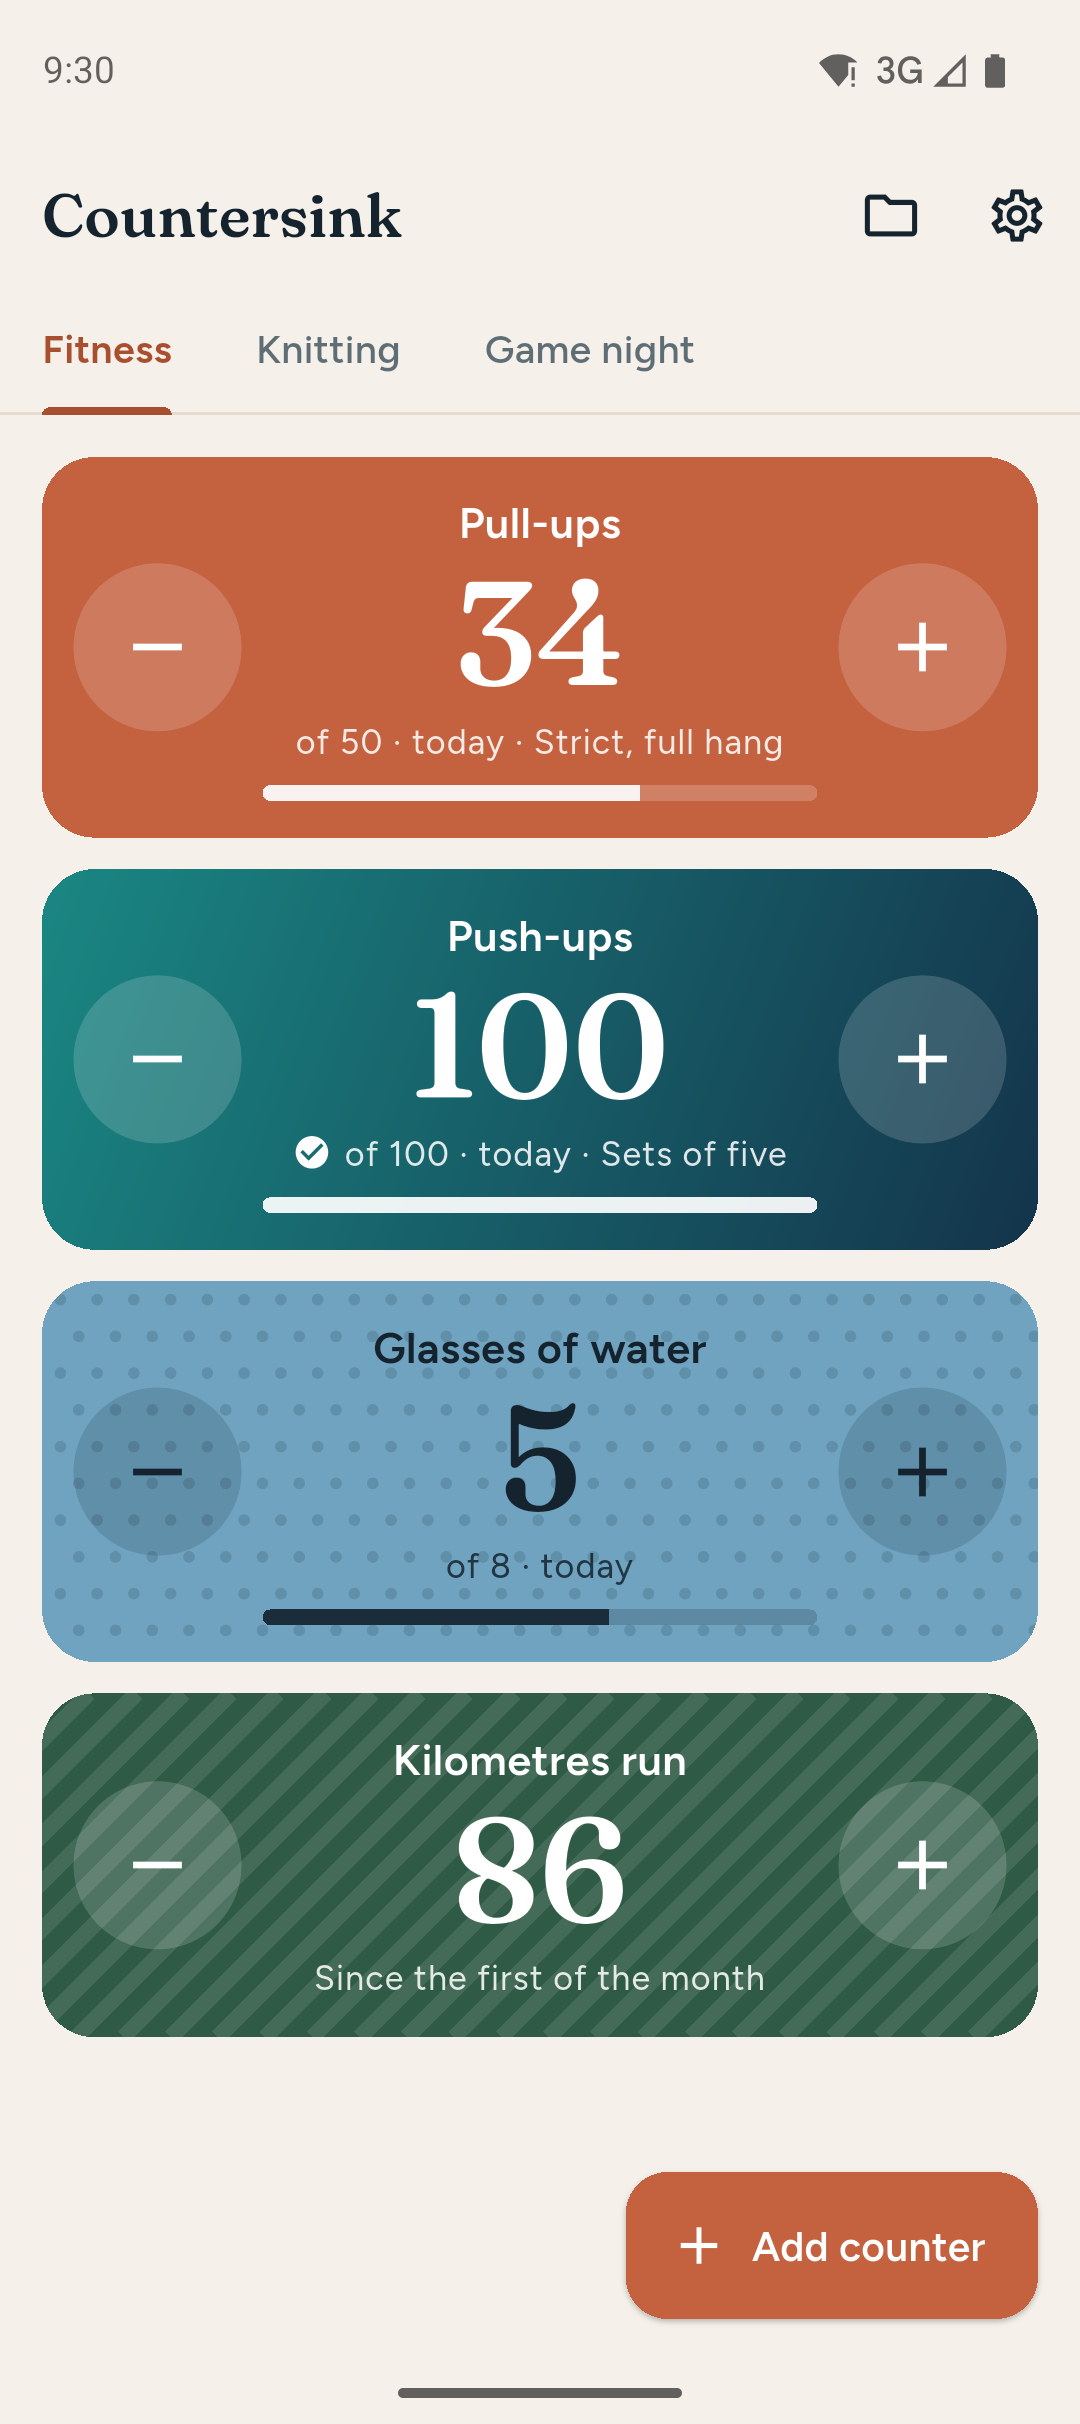 9:30
3G
Countersink
Fitness Knitting Game night
Pull-ups
34
of 50 · today · Strict, full hang
Push-ups
100
of 100 · today · Sets of five
Glasses of water
5
of 8 · today
Kilometres run
86
Since the first of the month
Add counter